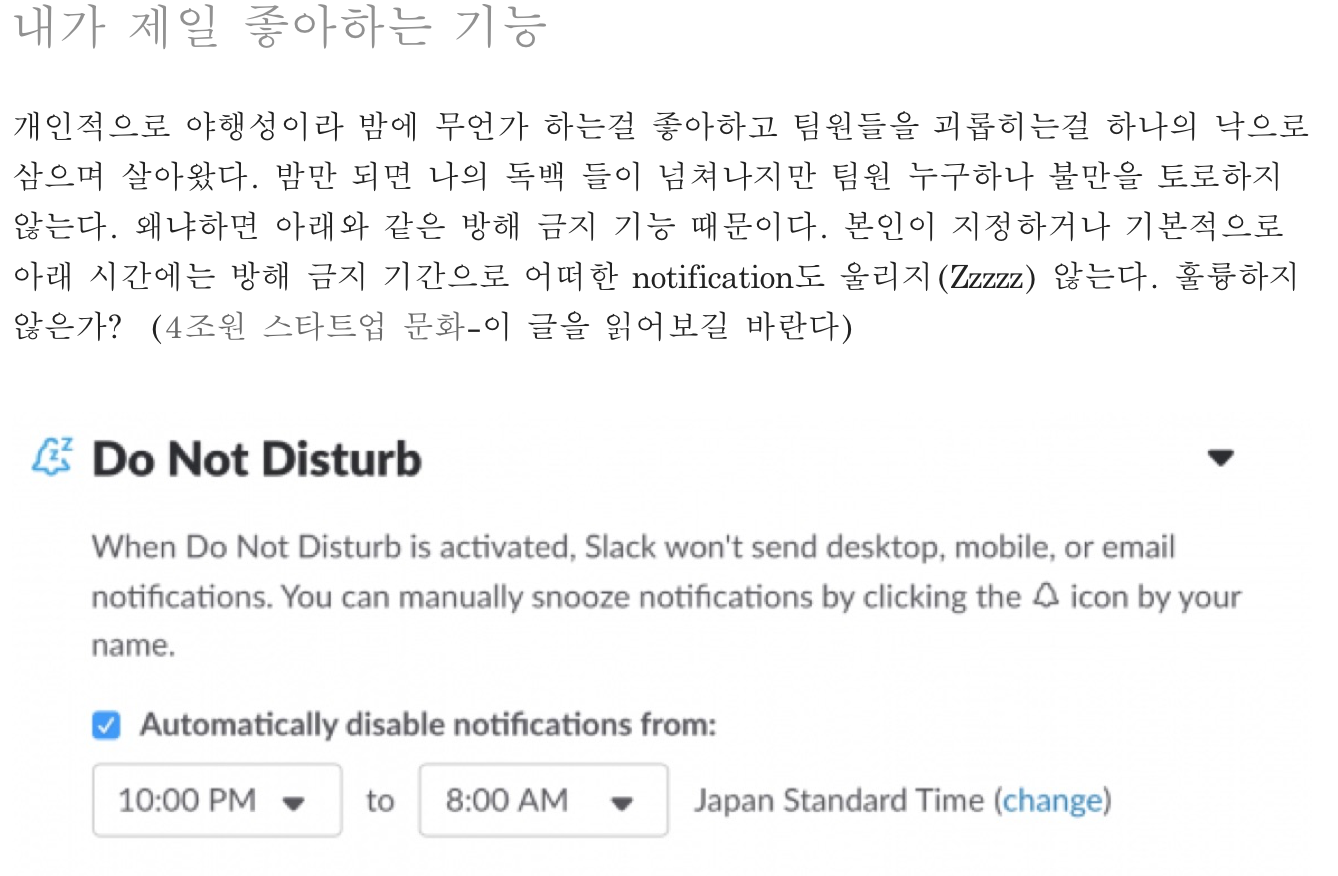 내가 제일 좋아하는 기능
개인적으로 야행성이라 밤에 무언가 하는걸 좋아하고 팀원들을 괴롭히는걸 하나의 낙으로
삼으며 살아왔다. 밤만 되면 나의 독백 들이 넘쳐나지만 팀원 누구하나 불만을 토로하지
않는다. 왜냐하면 아래와 같은 방해 금지 기능 때문이다. 본인이 지정하거나 기본적으로
아래 시간에는 방해 금지 기간으로 어떠한 notification도 울리지(Zzzzz) 않는다. 훌륭하지
않은가? (4조원 스타트업 문화-이 글을 읽어보길 바란다)
Do Not Disturb
When Do Not Disturb is activated, Slack won't send desktop, mobile, or email
notifications. You can manually snooze notifications by clicking the icon by your
name.
Automatically disable notifications from:
10:00 PM to 8:00 AM Japan Standard Time (change)